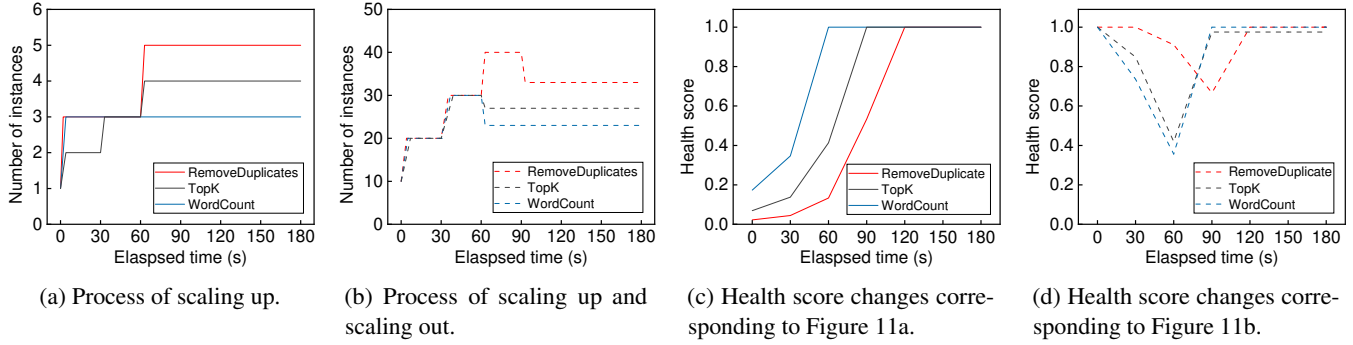 6
5
4
3
2
1
0
Number of instances
0 30 60 90 120 150 180
Elaspsed time (s)
RemoveDuplicates
TopK
WordCount
(a) Process of scaling up.
50
40
30
20
10
0
Number of instances
0 30 60 90 120 150 180
Elaspsed time (s)
RemoveDuplicates
TopK
WordCount
(b) Process of scaling up and
scaling out.
1.0
0.8
0.6
0.4
0.2
0.0
Health score
0 30 60 90 120 150 180
Elaspsed time (s)
RemoveDuplicate
TopK
WordCount
(c) Health score changes corre-
sponding to Figure 11a.
1.0
0.8
0.6
0.4
0.2
0.0
Health score
0 30 60 90 120 150 180
Elaspsed time (s)
RemoveDuplicate
TopK
WordCount
(d) Health score changes corre-
sponding to Figure 11b.